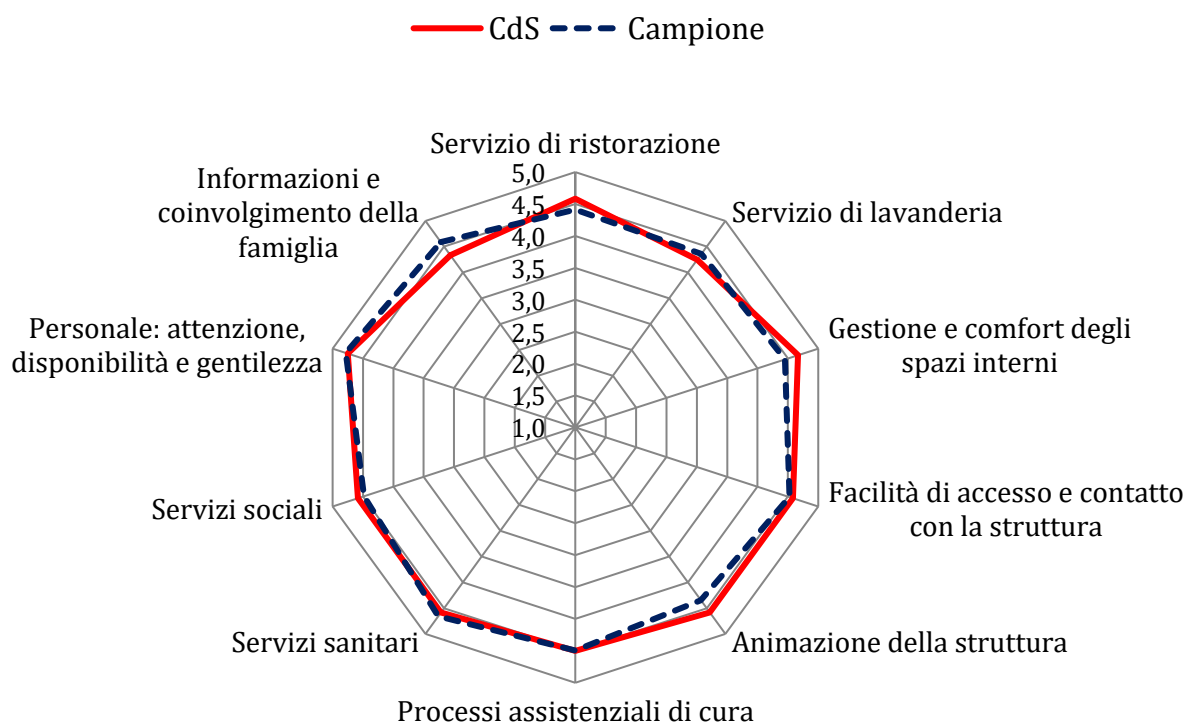 CdS Campione
Servizio di ristorazione
5,0
4,5
4,0
3,5
3,0
2,5
2,0
1,5
1,0
Servizio di lavanderia
Gestione e comfort degli
spazi interni
Facilità di accesso e contatto
con la struttura
Animazione della struttura
Processi assistenziali di cura
Servizi sanitari
Servizi sociali
Personale: attenzione,
disponibilità e gentilezza
Informazioni e
coinvolgimento della
famiglia